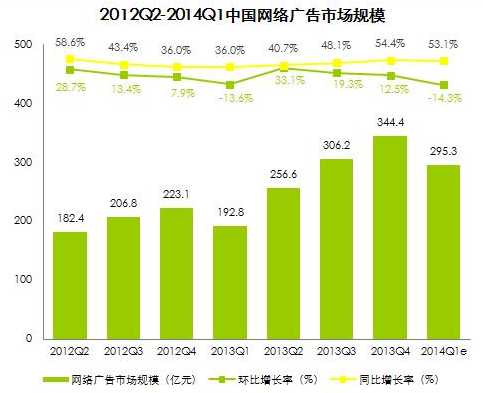 2012Q2-2014Q1中国网络广告市场规模
500
400
300
200
100
0
58.6% 43.4% 36.0% 36.0% 40.7% 48.1% 54.4% 53.1%
28.7% 13.4% 7.9% -13.6% 33.1% 19.3% 12.5% -14.3%
182.4 206.8 223.1 192.8 256.6 306.2 344.4 295.3
2012Q2 2012Q3 2012Q4 2013Q1 2013Q2 2013Q3 2013Q4 2014Q1e
网络广告市场规模（亿元） 环比增长率（%） 同比增长率（%）